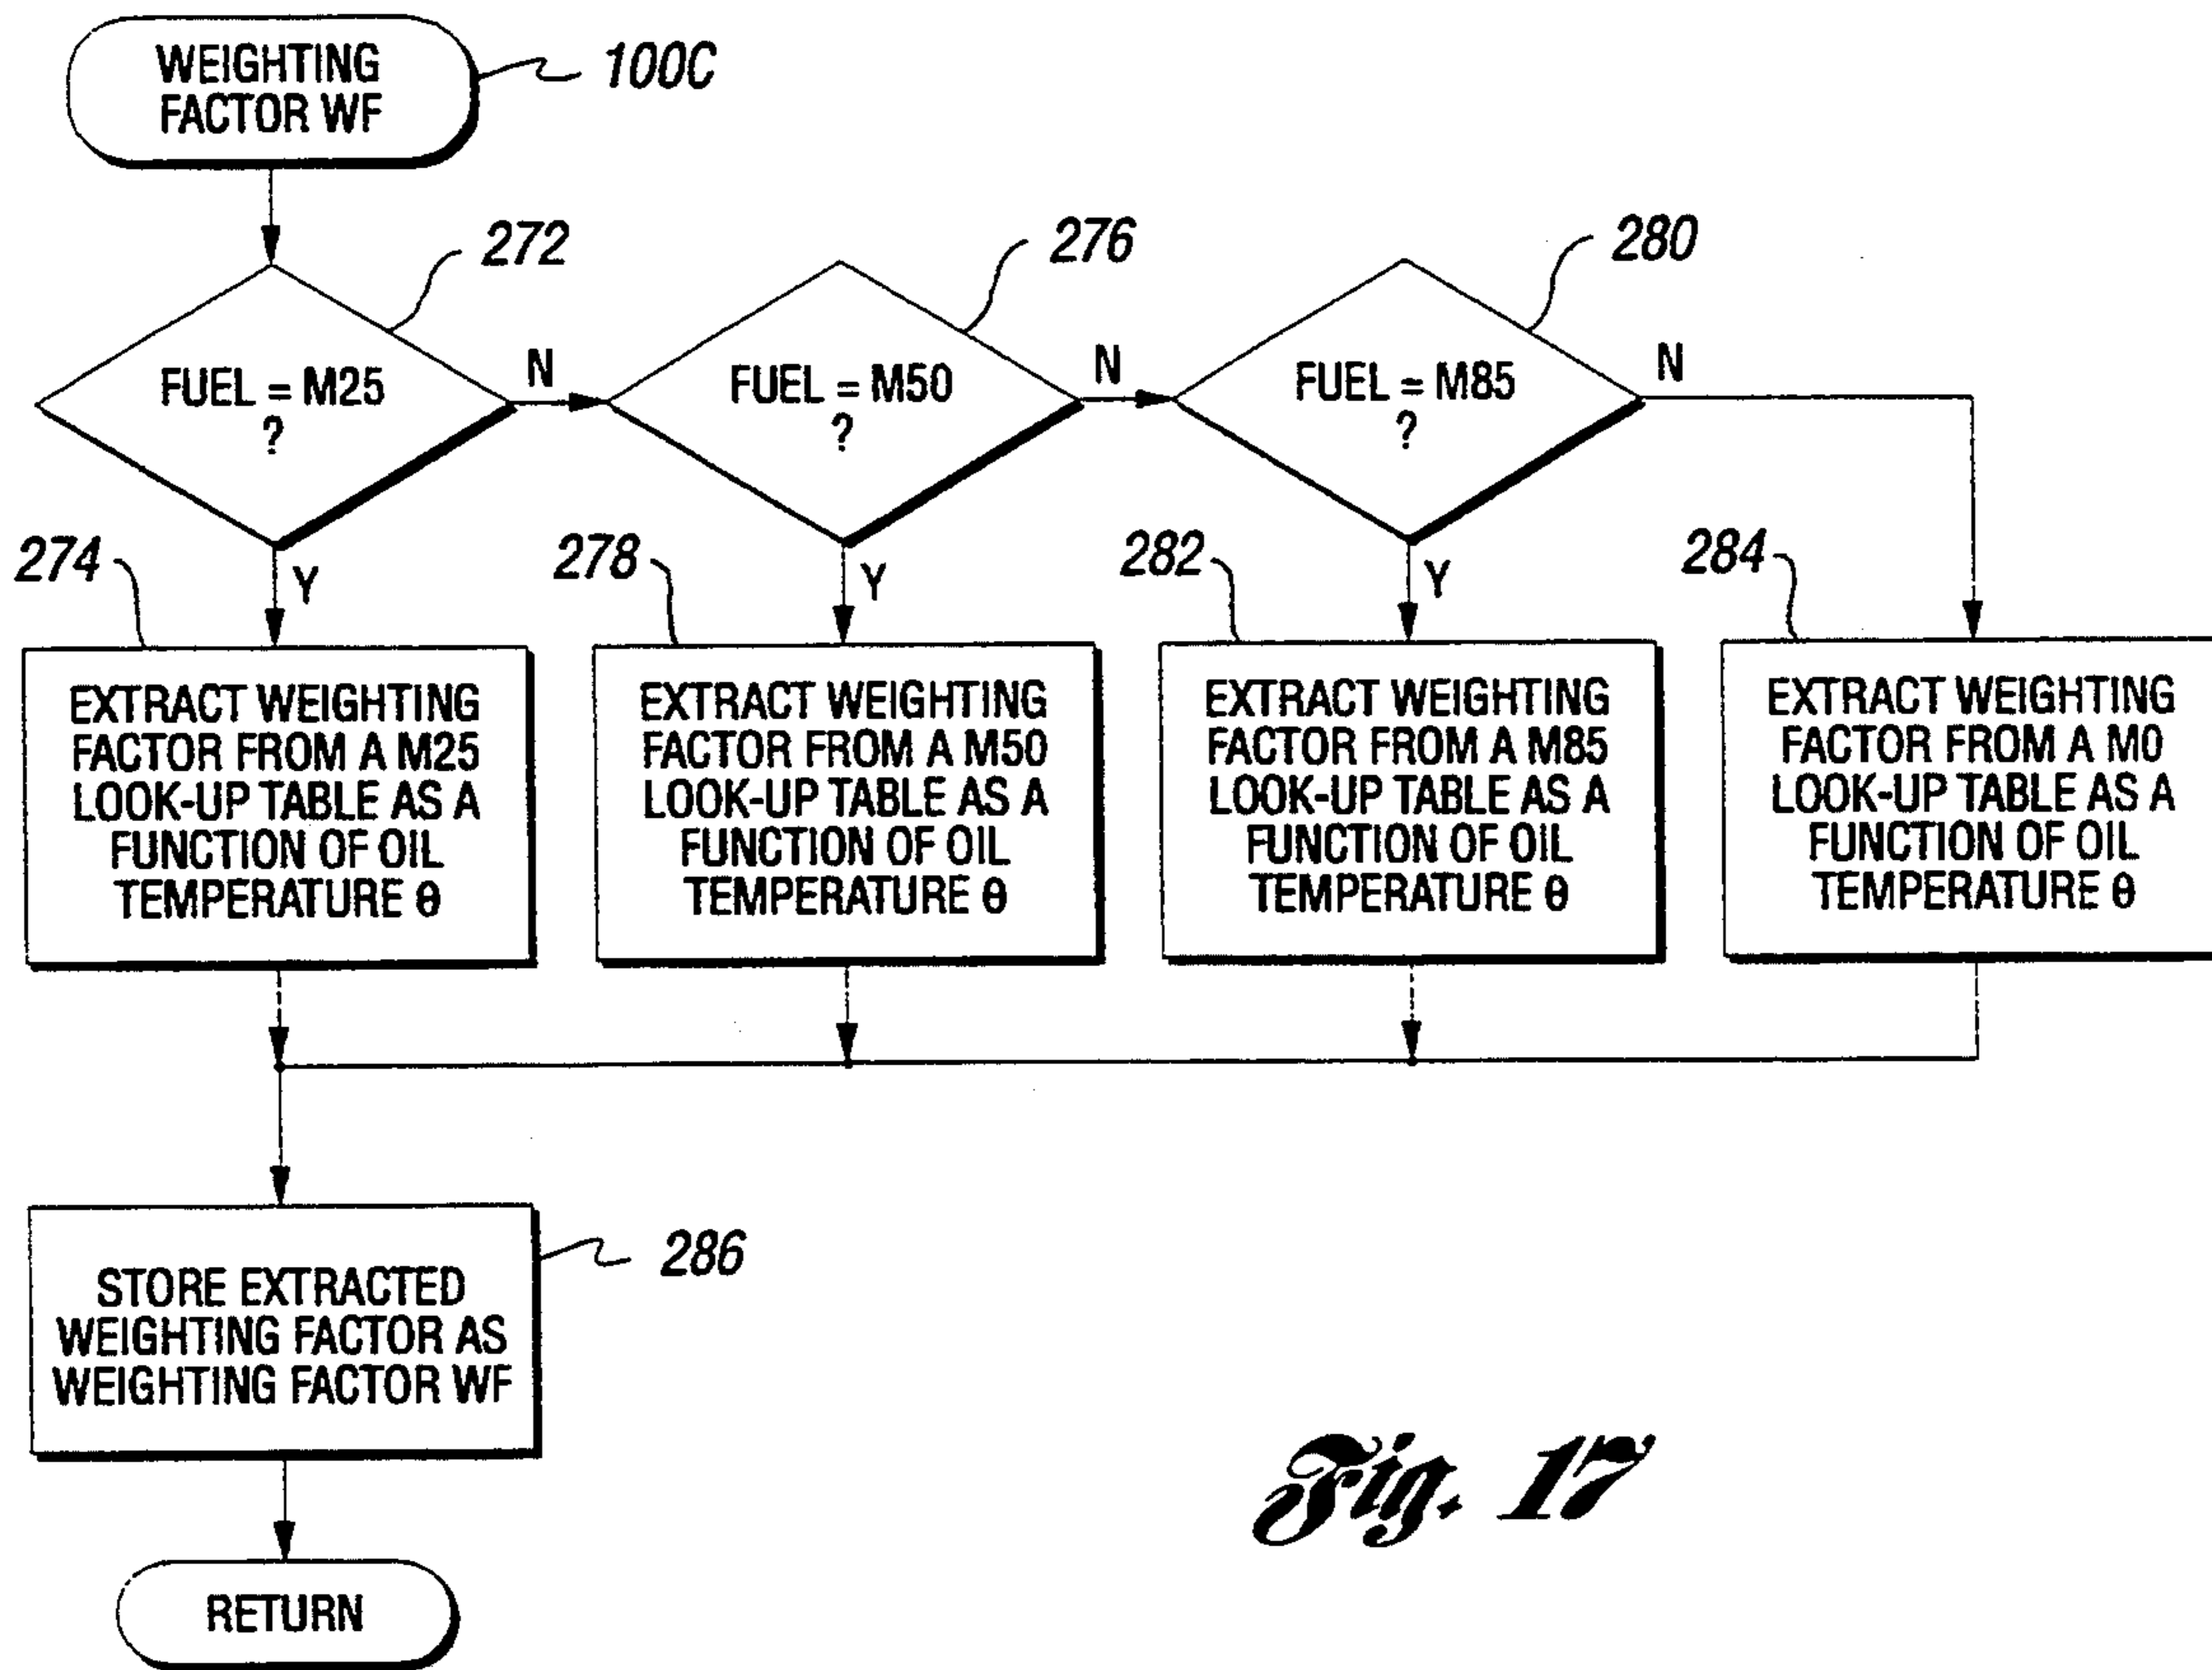 WEIGHTING
FACTOR WF
100C
272
276
280
FUEL = M25
?
N
FUEL = M50
?
N
FUEL = M85
?
N
274
Y
278
Y
282
Y
284
EXTRACT WEIGHTING
FACTOR FROM A M25
LOOK-UP TABLE AS A
FUNCTION OF OIL
TEMPERATURE θ
EXTRACT WEIGHTING
FACTOR FROM A M50
LOOK-UP TABLE AS A
FUNCTION OF OIL
TEMPERATURE θ
EXTRACT WEIGHTING
FACTOR FROM A M85
LOOK-UP TABLE AS A
FUNCTION OF OIL
TEMPERATURE θ
EXTRACT WEIGHTING
FACTOR FROM A M0
LOOK-UP TABLE AS A
FUNCTION OF OIL
TEMPERATURE θ
STORE EXTRACTED
WEIGHTING FACTOR AS
WEIGHTING FACTOR WF
286
RETURN
Fig. 17